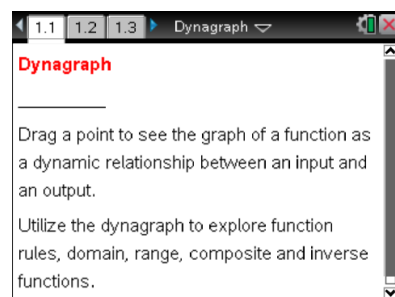 1.1 1.2 1.3 Dynagraph
Dynagraph
Drag a point to see the graph of a function as
a dynamic relationship between an input and
an output.
Utilize the dynagraph to explore function
rules, domain, range, composite and inverse
functions.